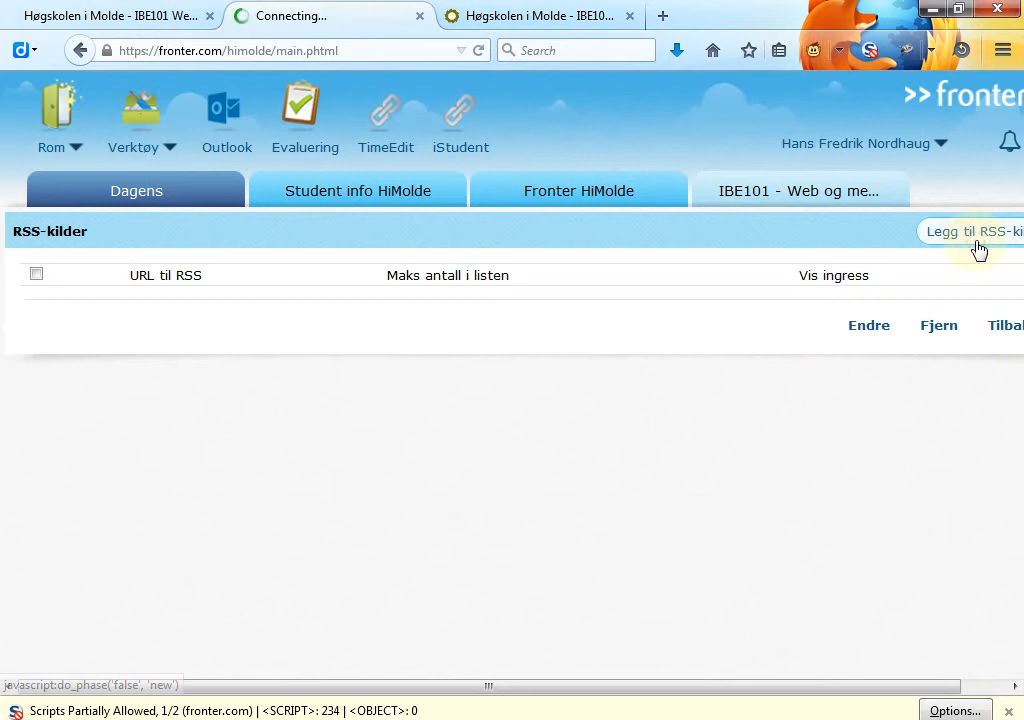 Høgskolen i Molde - IBE101 We...
Connecting...
Høgskolen i Molde - IBE10...
https://fronter.com/himolde/main.phtml
Search
>> fronter
Rom
Verktøy
Outlook
Evaluering
TimeEdit
iStudent
Hans Fredrik Nordhaug
Dagens
Student info HiMolde
Fronter HiMolde
IBE101 - Web og me...
RSS-kilder
Legg til RSS-ki
URL til RSS
Maks antall i listen
Vis ingress
Endre
Fjern
Tilba
javascript:do_phase('false', 'new')
Scripts Partially Allowed, 1/2 (fronter.com) | <SCRIPT>: 234 | <OBJECT>: 0
Options...